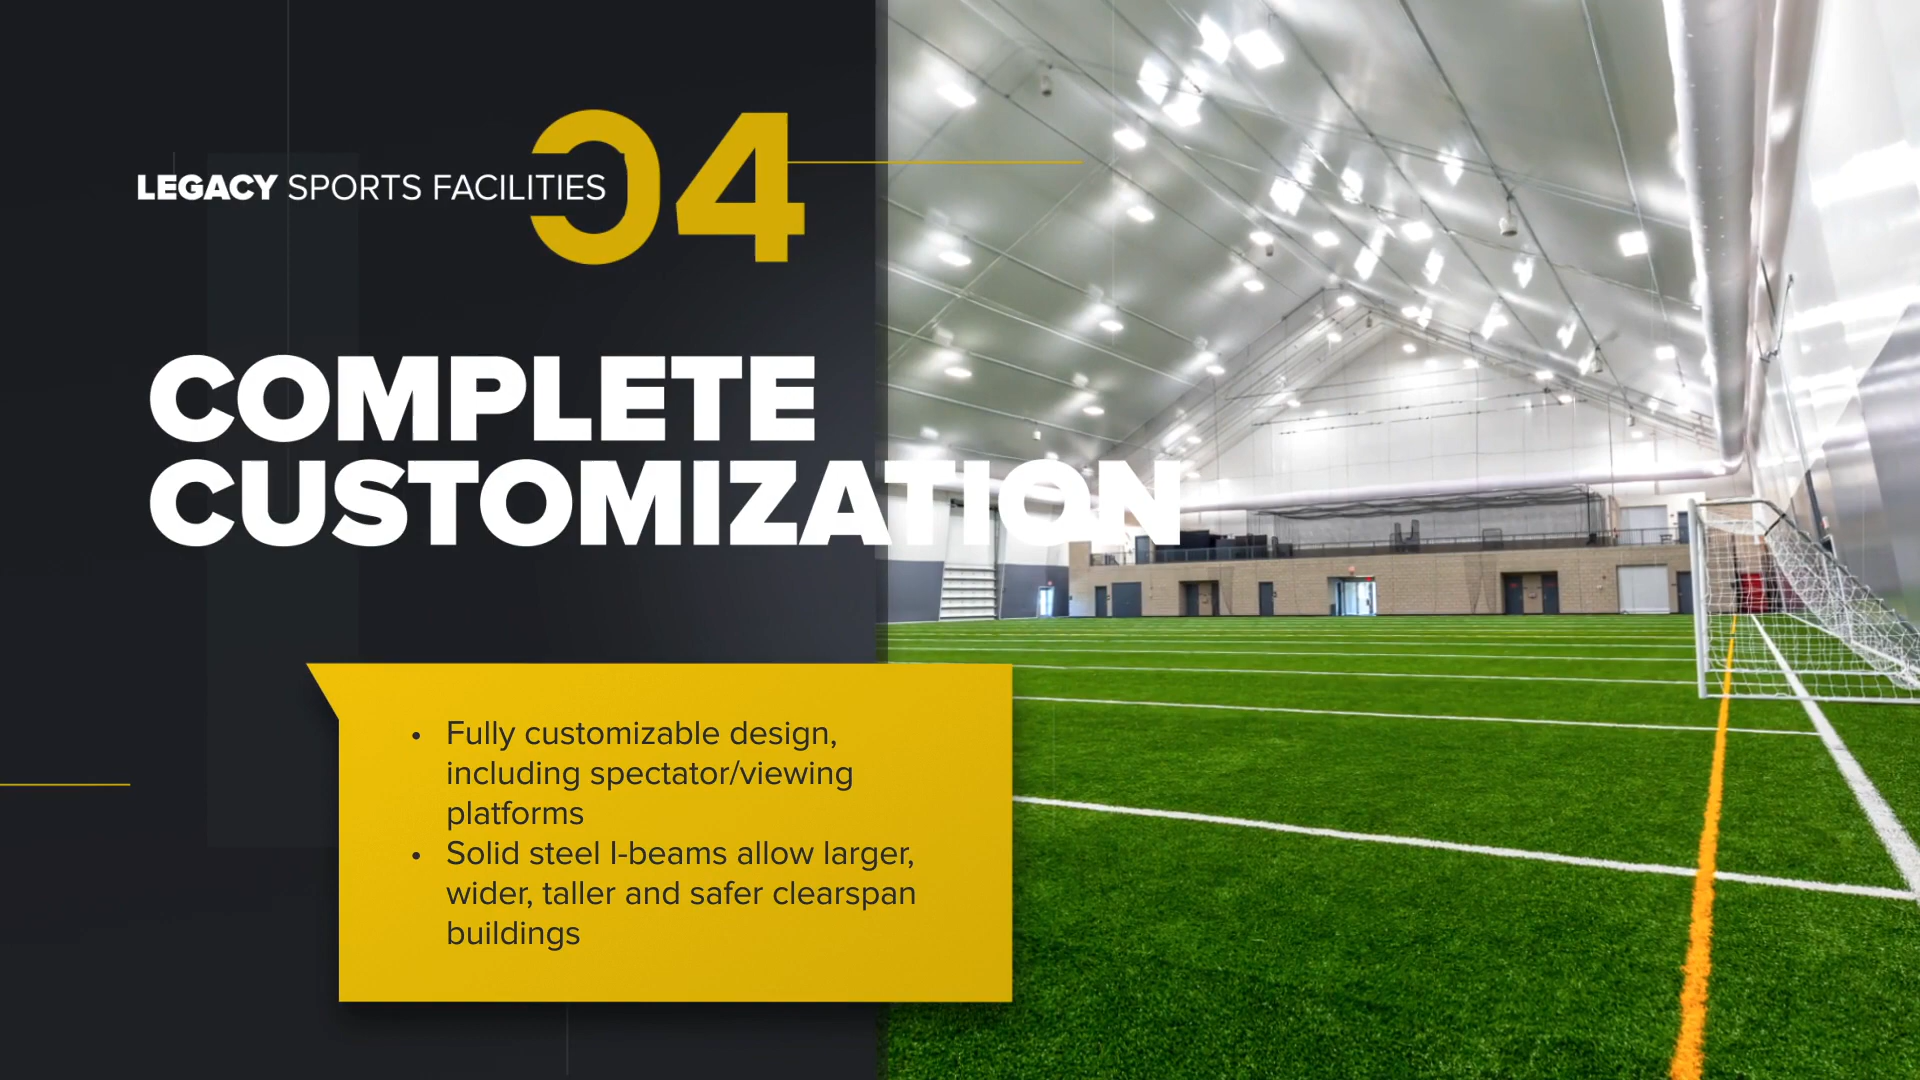 LEGACY SPORTS FACILITIES
04
COMPLETE
CUSTOMIZATION
• Fully customizable design,
including spectator/viewing
platforms
• Solid steel I-beams allow larger,
wider, taller and safer clearspan
buildings